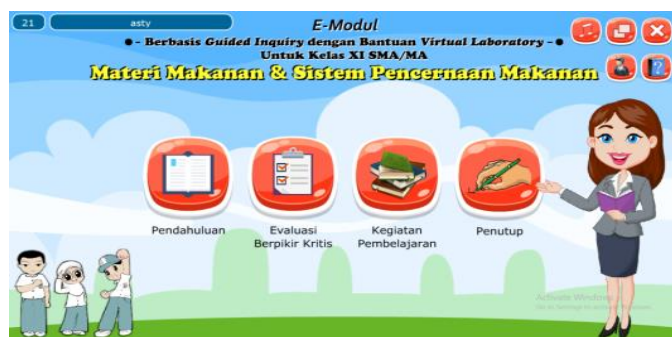 21 asty
E-Modul
- Berbasis Guided Inquiry dengan Bantuan Virtual Laboratory -
Untuk Kelas XI SMA/MA
Materi Makanan & Sistem Pencernaan Makanan
Pendahuluan
Evaluasi
Berpikir Kritis
Kegiatan
Pembelajaran
Penutup
Activate Windows